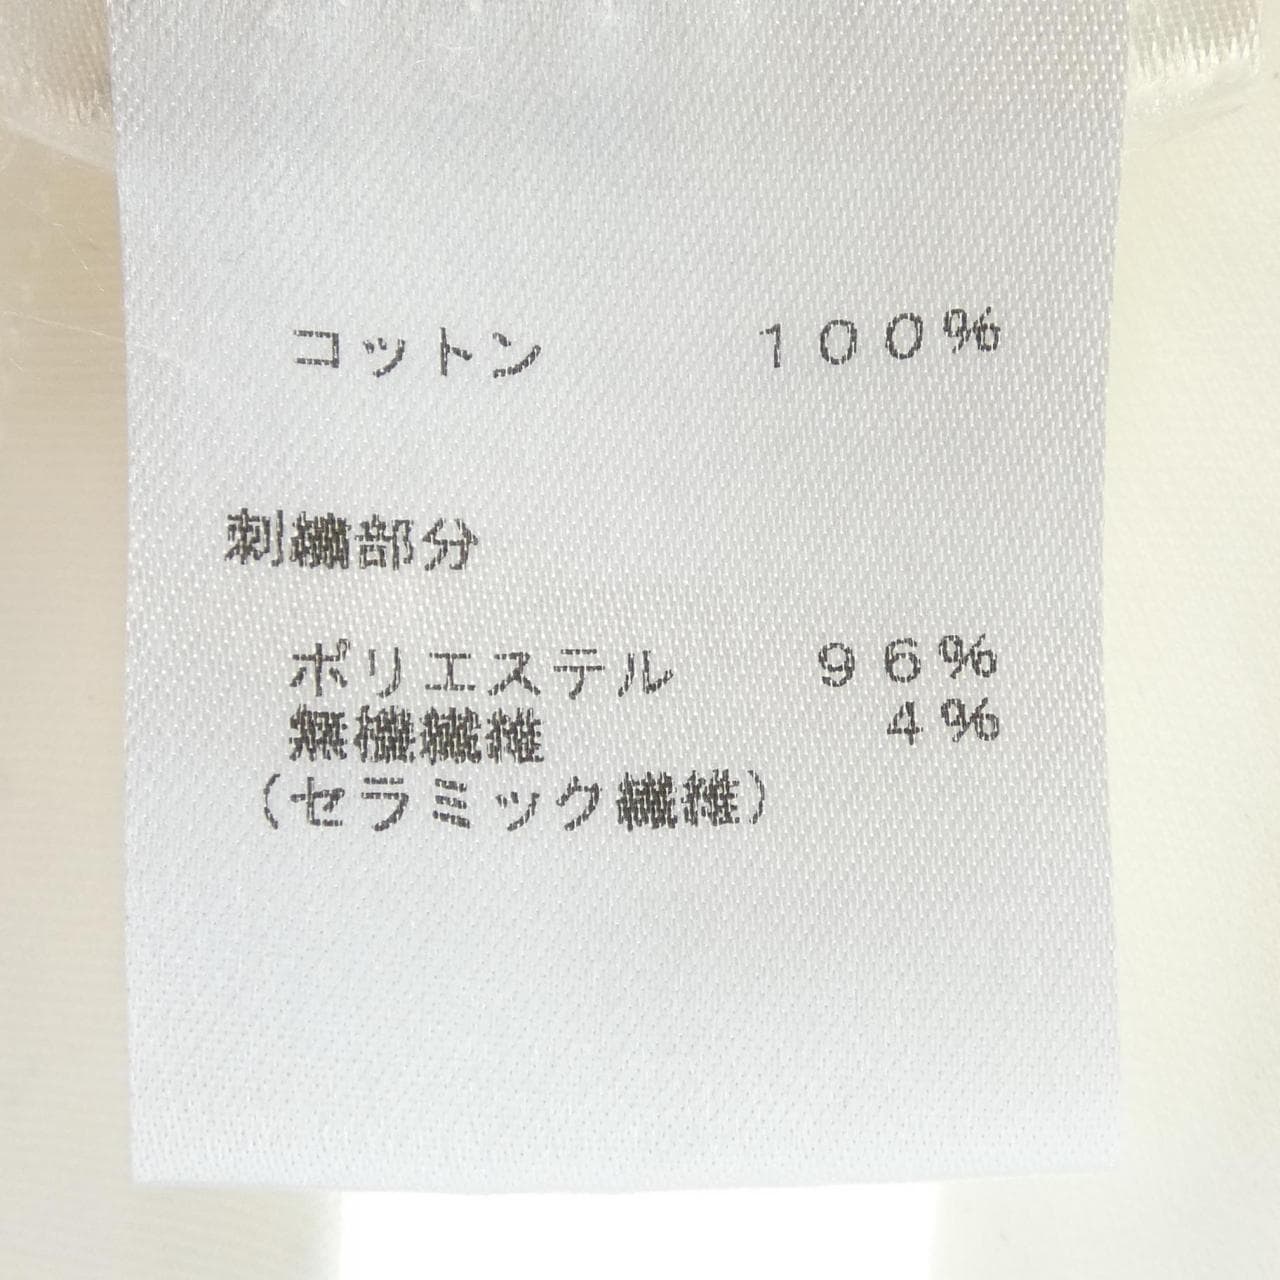 コットン １００％
刺繍部分
ポリエステル ９６％
無機繊維 ４％
（セラミック繊維）